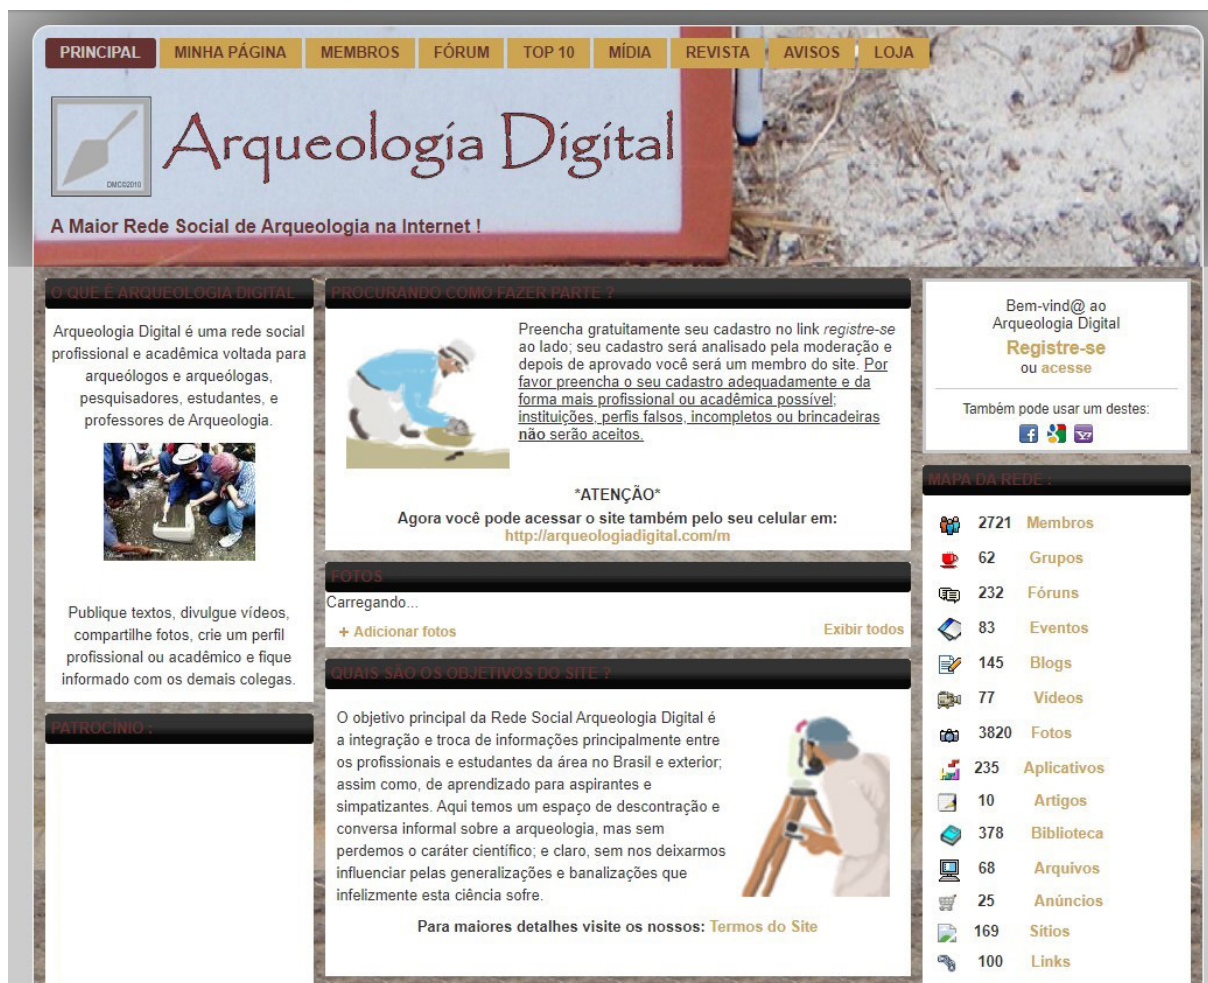 PRINCIPAL
MINHA PÁGINA
MEMBROS
FÓRUM
TOP 10
MÍDIA
REVISTA
AVISOS
LOJA
DMC©2010
Arqueologia Digital
A Maior Rede Social de Arqueologia na Internet !
O QUE É ARQUEOLOGIA DIGITAL
Arqueologia Digital é uma rede social
profissional e acadêmica voltada para
arqueólogos e arqueólogas,
pesquisadores, estudantes, e
professores de Arqueologia.
Publique textos, divulgue vídeos,
compartilhe fotos, crie um perfil
profissional ou acadêmico e fique
informado com os demais colegas.
PATROCÍNIO :
PROCURANDO COMO FAZER PARTE ?
Preencha gratuitamente seu cadastro no link registre-se
ao lado; seu cadastro será analisado pela moderação e
depois de aprovado você será um membro do site. Por
favor preencha o seu cadastro adequadamente e da
forma mais profissional ou acadêmica possível;
instituições, perfis falsos, incompletos ou brincadeiras
não serão aceitos.
*ATENÇÃO*
Agora você pode acessar o site também pelo seu celular em:
http://arqueologiadigital.com/m
FOTOS
Carregando...
+ Adicionar fotos
Exibir todos
QUAIS SÃO OS OBJETIVOS DO SITE ?
O objetivo principal da Rede Social Arqueologia Digital é
a integração e troca de informações principalmente entre
os profissionais e estudantes da área no Brasil e exterior;
assim como, de aprendizado para aspirantes e
simpatizantes. Aqui temos um espaço de descontração e
conversa informal sobre a arqueologia, mas sem
perdemos o caráter científico; e claro, sem nos deixarmos
influenciar pelas generalizações e banalizações que
infelizmente esta ciência sofre.
Para maiores detalhes visite os nossos: Termos do Site
Bem-vind@ ao
Arqueologia Digital
Registre-se
ou acesse
Também pode usar um destes:
MAPA DA REDE :
2721 Membros
62 Grupos
232 Fóruns
83 Eventos
145 Blogs
77 Vídeos
3820 Fotos
235 Aplicativos
10 Artigos
378 Biblioteca
68 Arquivos
25 Anúncios
169 Sítios
100 Links